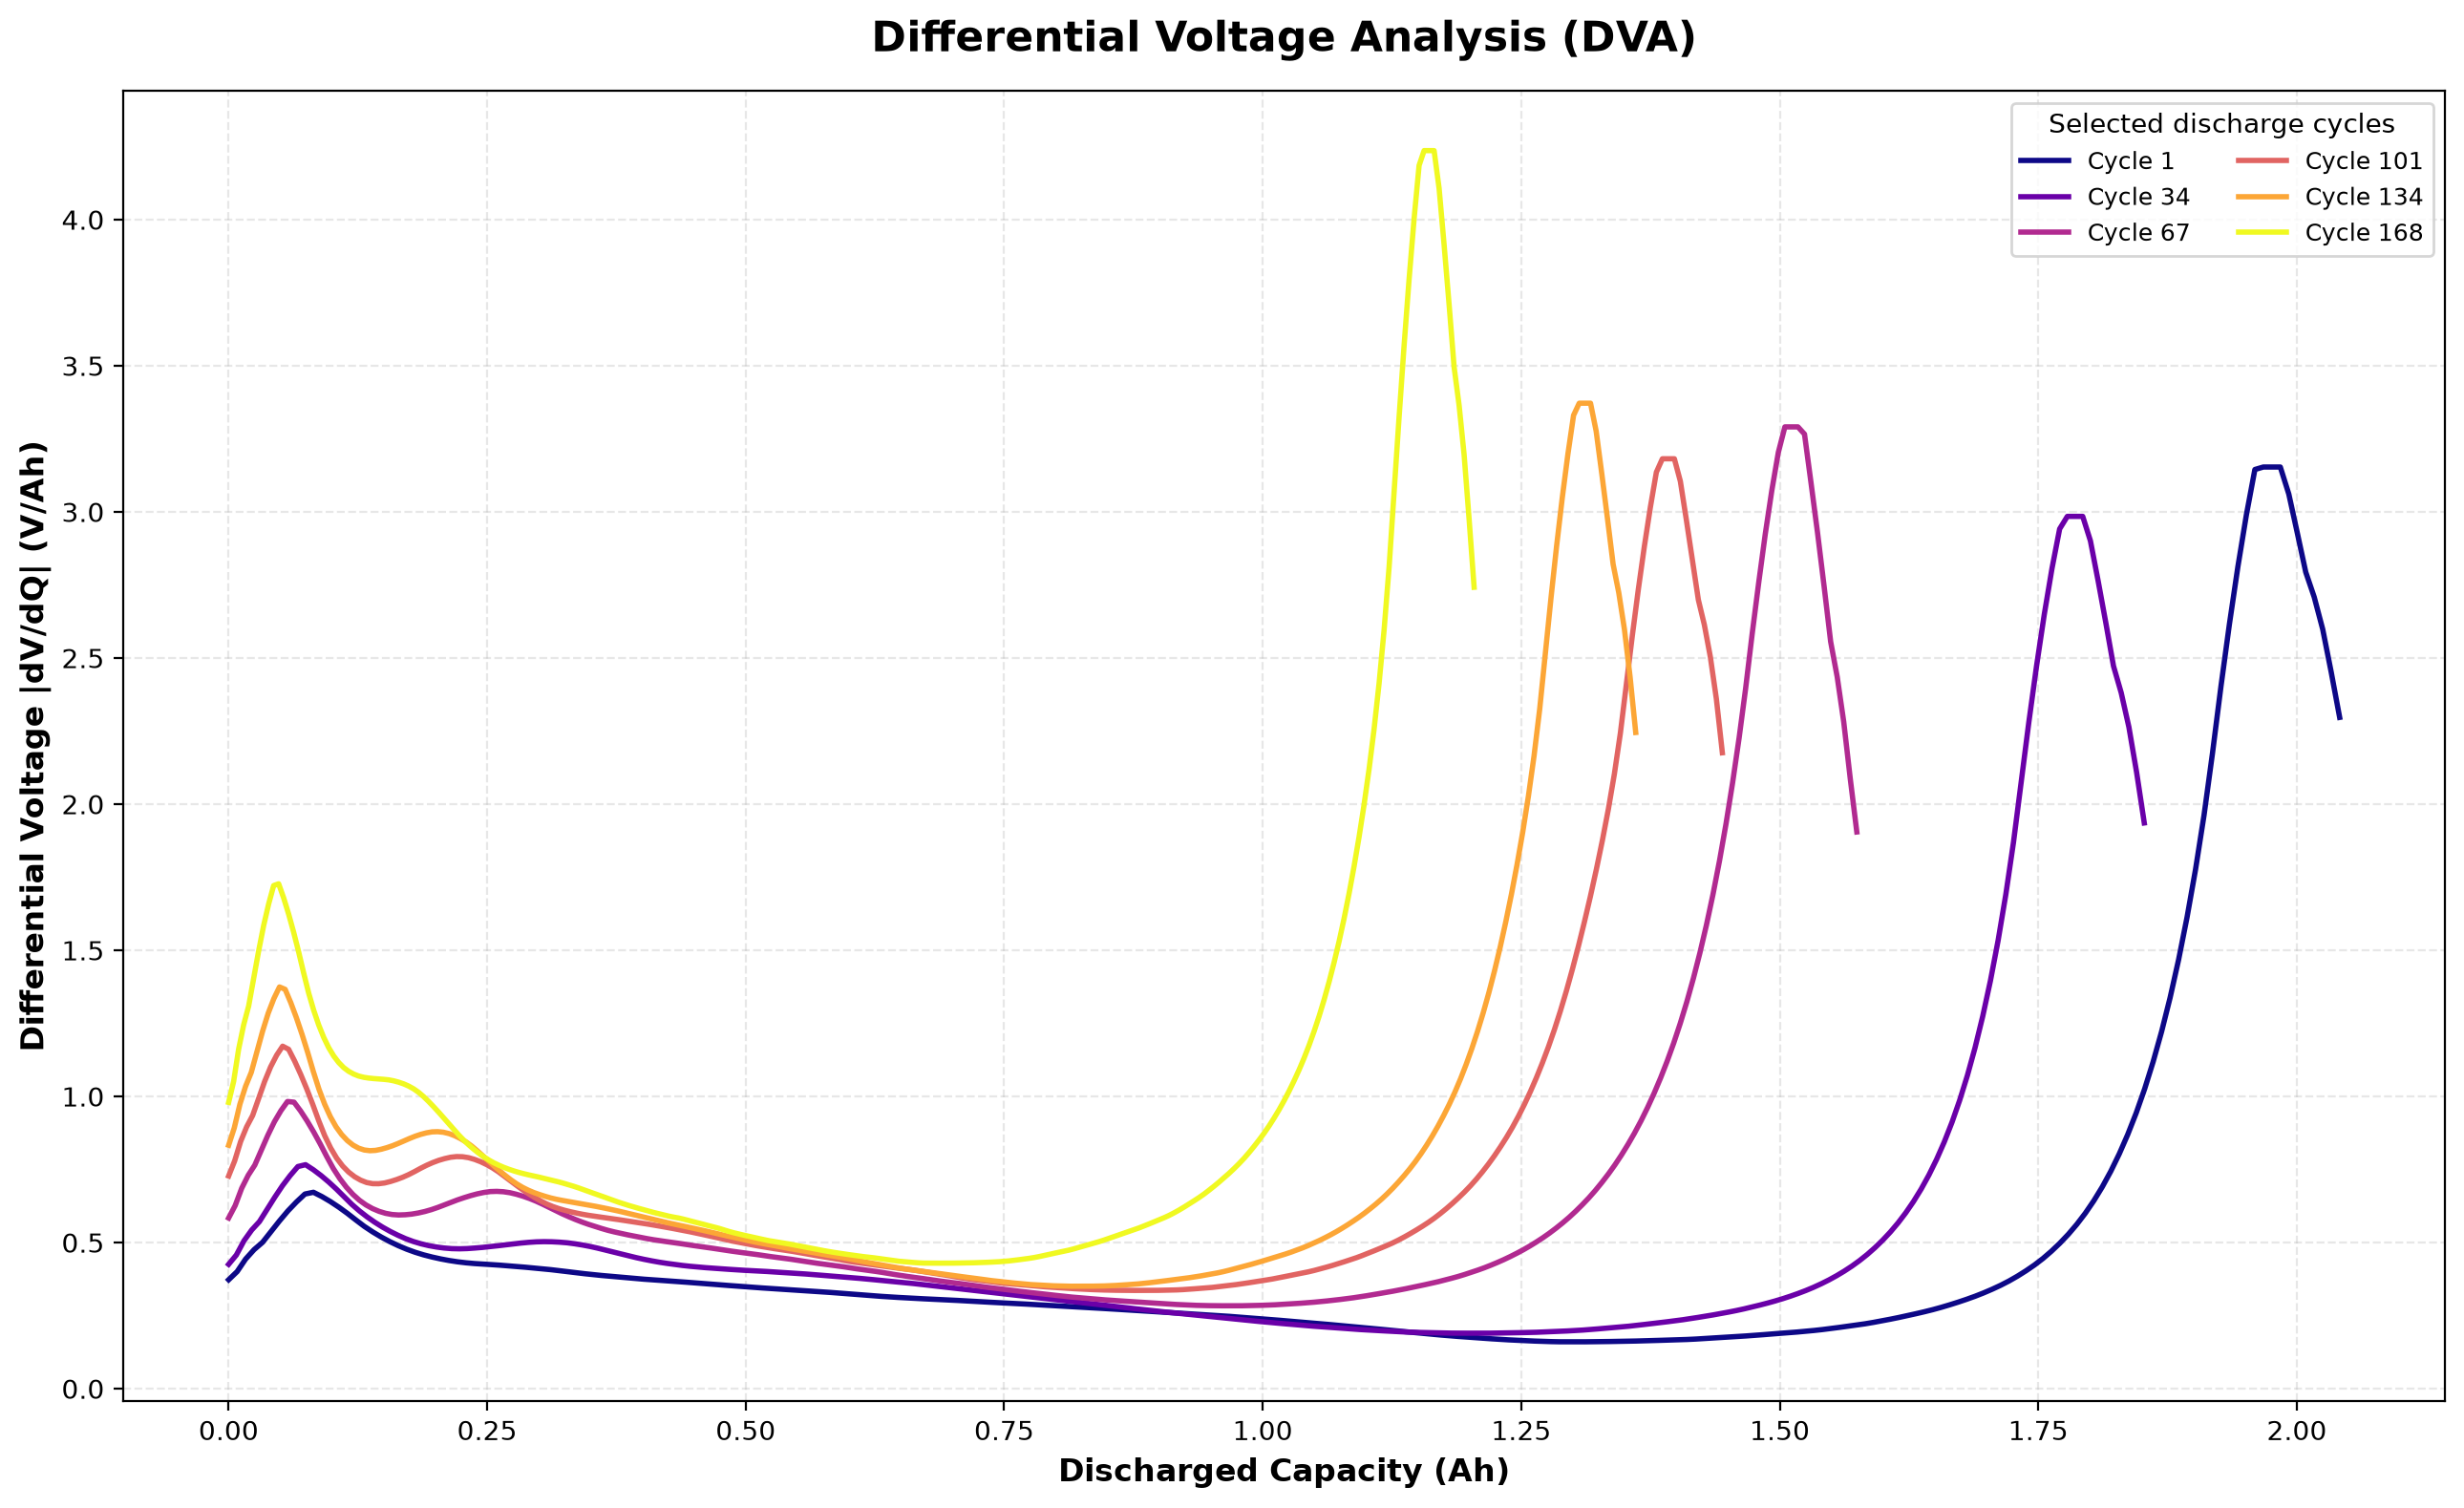 Differential Voltage Analysis (DVA)
Selected discharge cycles
Cycle 1
Cycle 34
Cycle 67
Cycle 101
Cycle 134
Cycle 168
Differential Voltage |dV/dQ| (V/Ah)
4.0
3.5
3.0
2.5
2.0
1.5
1.0
0.5
0.0
0.00 0.25 0.50 0.75 1.00 1.25 1.50 1.75 2.00
Discharged Capacity (Ah)